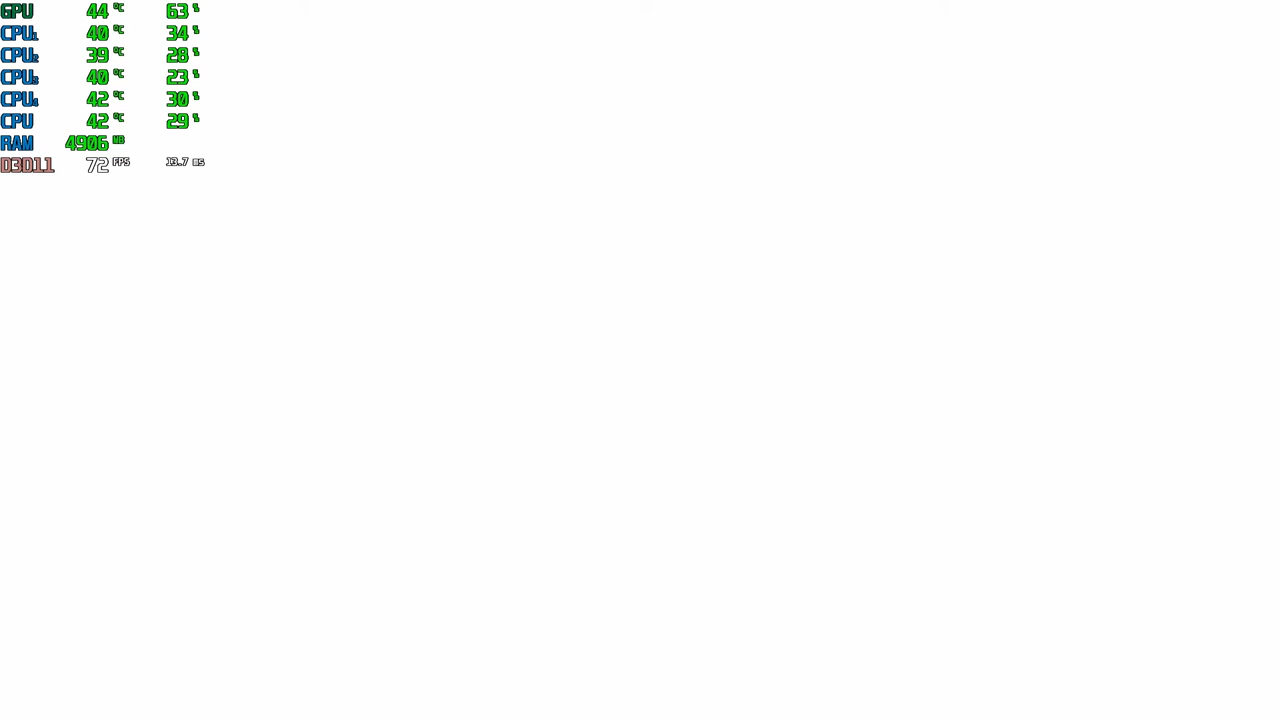 GPU 44 °C 63 %
CPU1 40 °C 34 %
CPU2 39 °C 28 %
CPU3 40 °C 23 %
CPU4 42 °C 30 %
CPU 42 °C 29 %
RAM 4906 MB
D3D11 72 FPS 13.7 ms